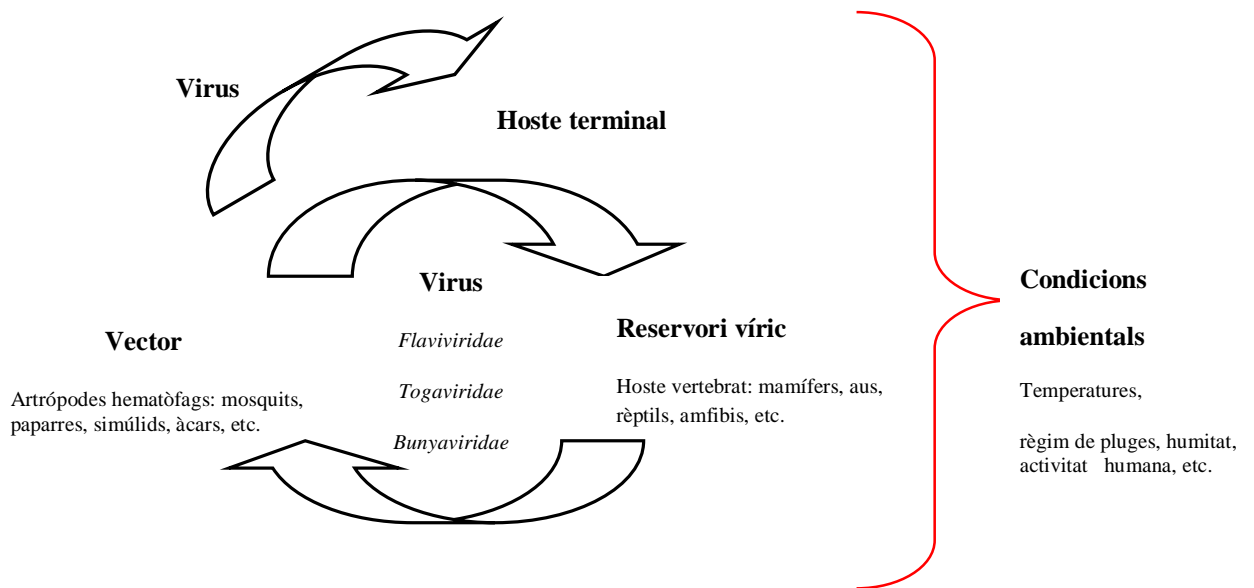 Virus
Hoste terminal
Virus
Flaviviridae
Togaviridae
Bunyaviridae
Vector
Artrópodes hematòfags: mosquits,
paparres, simúlids, àcars, etc.
Reservori víric
Hoste vertebrat: mamífers, aus,
rèptils, amfibis, etc.
Condicions
ambientals
Temperatures,
règim de pluges, humitat,
activitat humana, etc.